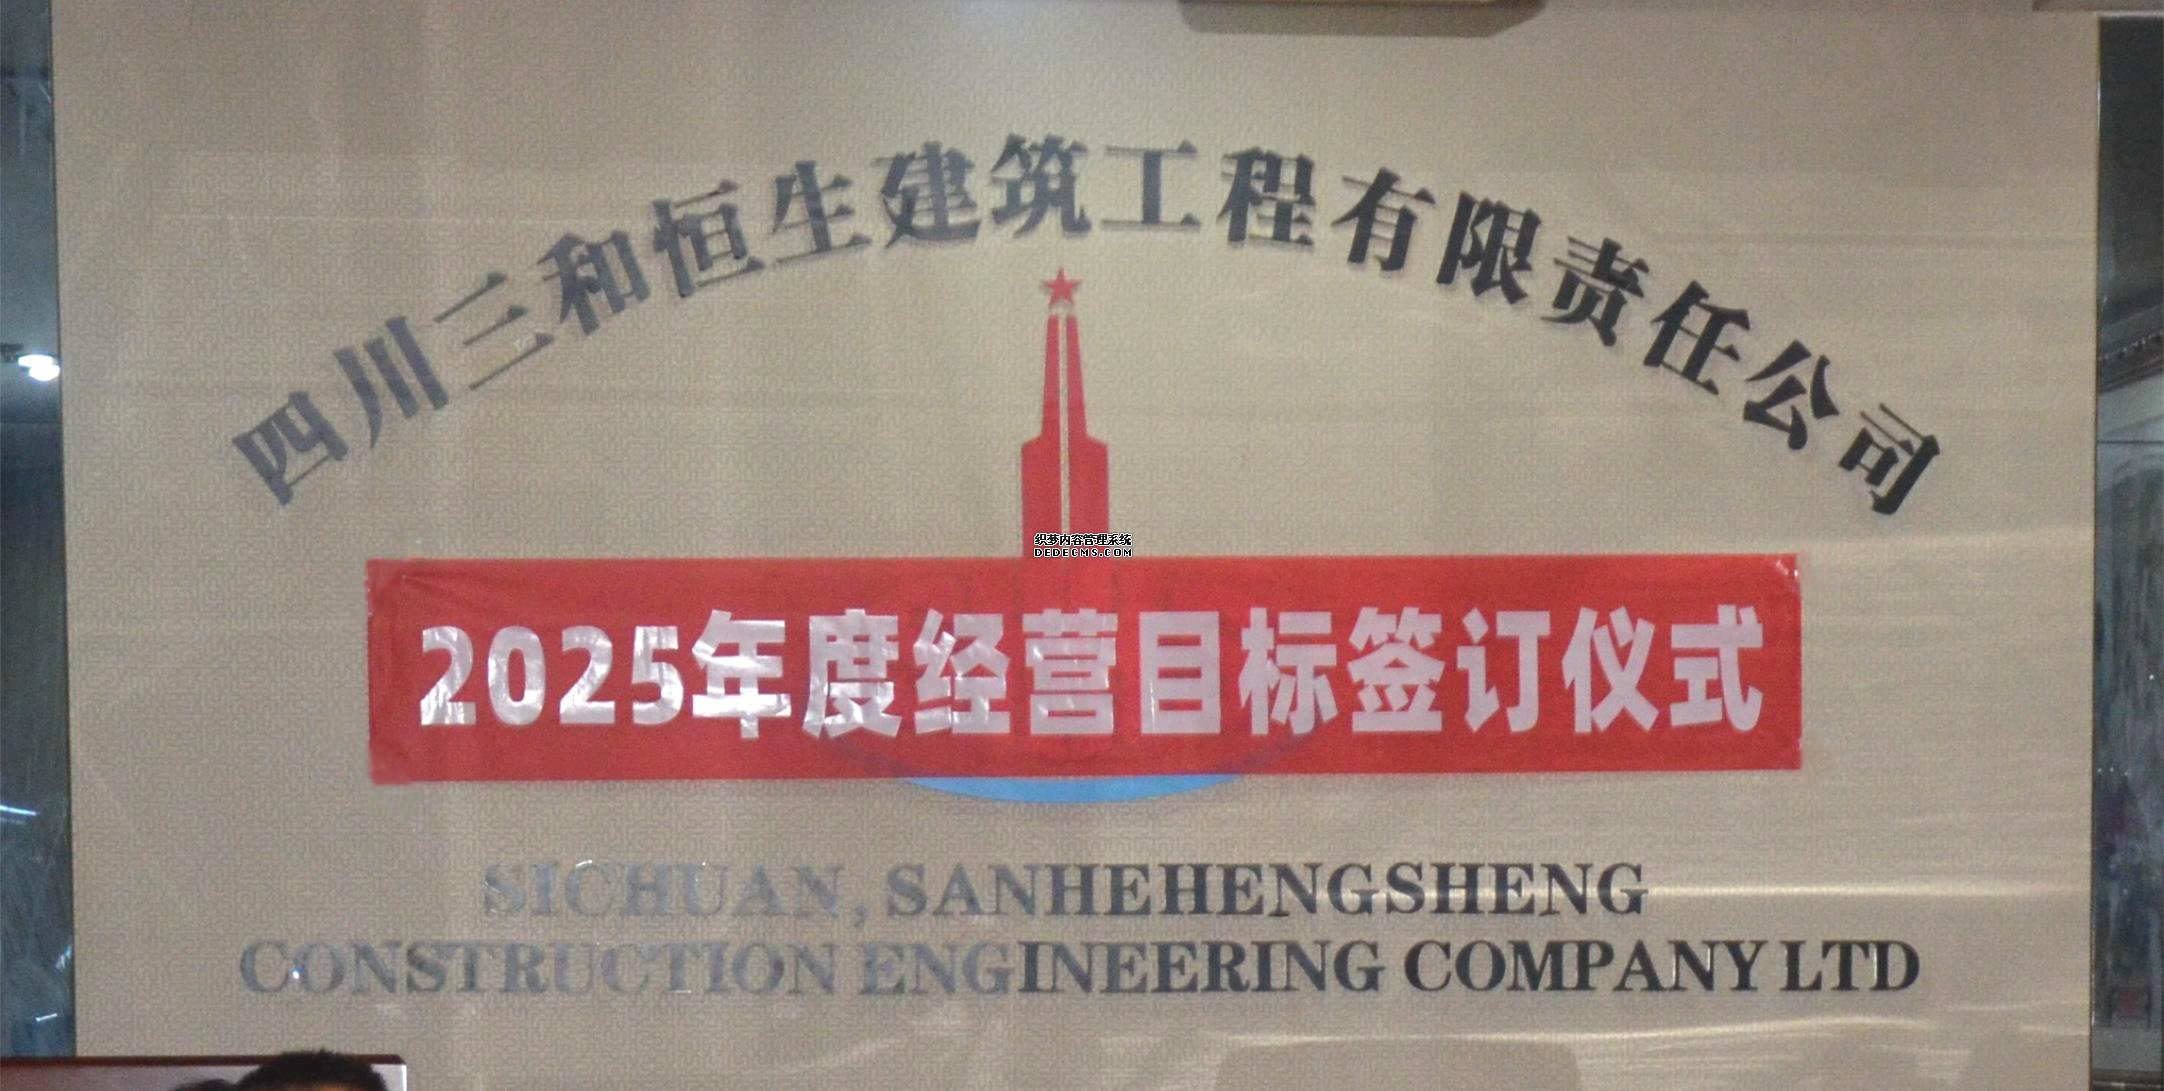 四川三和恒生建筑工程有限责任公司
织梦内容管理系统
DEDECMS.COM
2025年度经营目标签订仪式
SICHUAN, SANHEHENGSHENG
CONSTRUCTION ENGINEERING COMPANY LTD